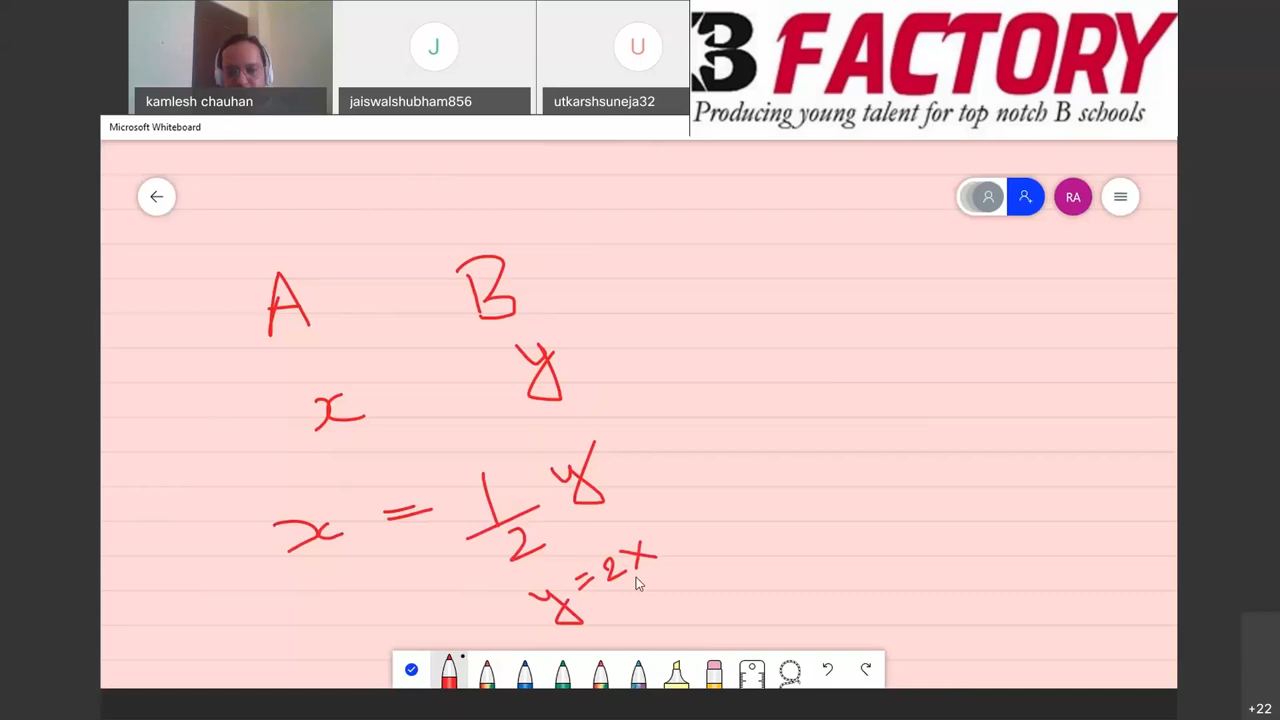 J
U
kamlesh chauhan
jaiswalshubham856
utkarshsuneja32
B FACTORY
Producing young talent for top notch B schools
Microsoft Whiteboard
RA
A B
x y
x = 1/2 y
y = 2x
+22